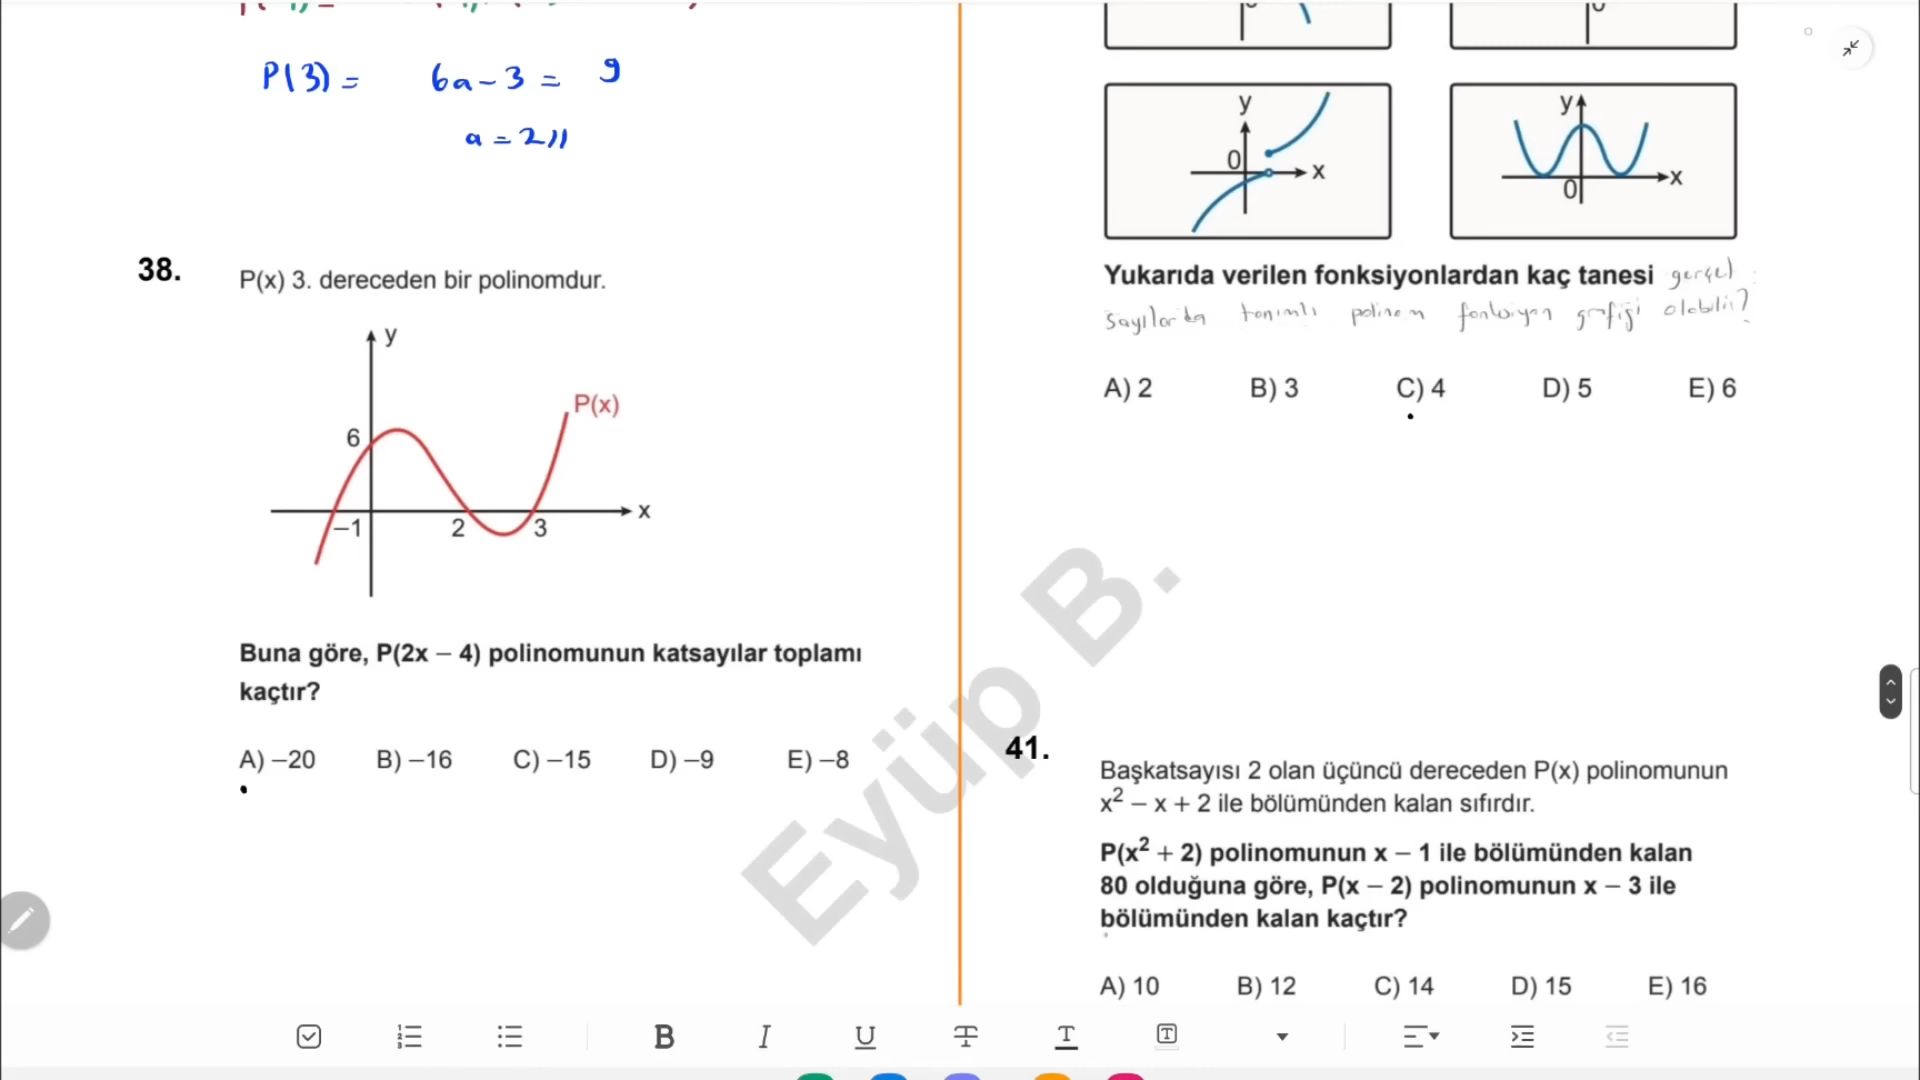 P(3) = 6a - 3 = 9
a = 2//
38.
P(x) 3. dereceden bir polinomdur.
y
P(x)
6
x
–1
2
3
Buna göre, P(2x – 4) polinomunun katsayılar toplamı
kaçtır?
A) –20 B) –16 C) –15 D) –9 E) –8
0
0
y
0
x
y
0
x
Yukarıda verilen fonksiyonlardan kaç tanesi gerçel
sayılarda tanımlı polinom fonksiyon grafiği olabilir?
A) 2 B) 3 C) 4 D) 5 E) 6
41.
Başkatsayısı 2 olan üçüncü dereceden P(x) polinomunun
x² – x + 2 ile bölümünden kalan sıfırdır.
P(x² + 2) polinomunun x – 1 ile bölümünden kalan
80 olduğuna göre, P(x – 2) polinomunun x – 3 ile
bölümünden kalan kaçtır?
A) 10 B) 12 C) 14 D) 15 E) 16
Eyüp B.
B I U T T T